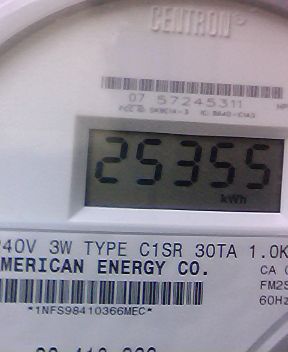 CENTRON®
07 57245311
25355
kWh
240V 3W TYPE C1SR 30TA 1.0K
AMERICAN ENERGY CO.
CA
FM2S
60Hz
*1NFS98410366MEC*